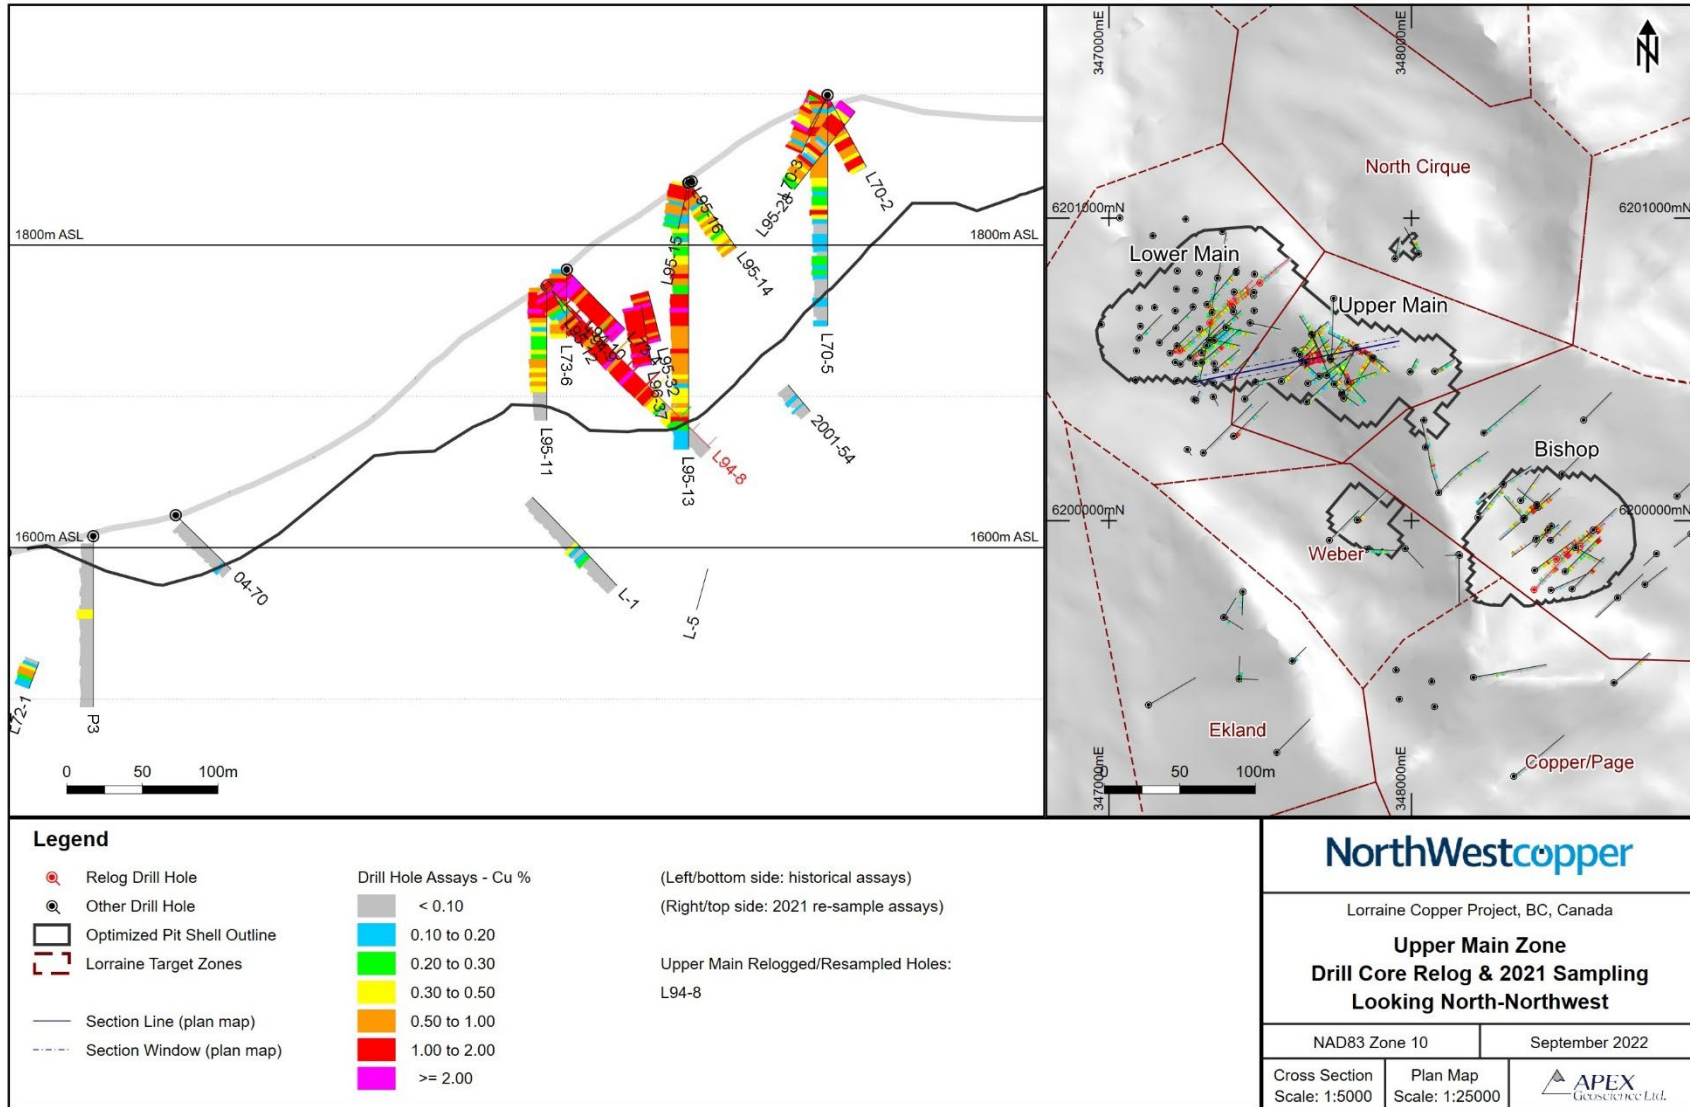 1800m ASL
1800m ASL
1600m ASL
1600m ASL
L70-3
L95-28
L70-2
L95-16
L95-15
L95-14
L70-5
L95-12
L94-10
L73-4
L95-32
L96-37
L73-6
L95-11
L95-13
L94-8
2001-54
04-70
L-1
L-5
P3
L72-1
0 50 100m
347000mE
348000mE
N
North Cirque
6201000mN
6201000mN
Lower Main
Upper Main
Bishop
6200000mN
6200000mN
Weber
Ekland
Copper/Page
347000mE
348000mE
0 50 100m
Legend
Relog Drill Hole
Other Drill Hole
Optimized Pit Shell Outline
Lorraine Target Zones
Section Line (plan map)
Section Window (plan map)
Drill Hole Assays - Cu %
< 0.10
0.10 to 0.20
0.20 to 0.30
0.30 to 0.50
0.50 to 1.00
1.00 to 2.00
>= 2.00
(Left/bottom side: historical assays)
(Right/top side: 2021 re-sample assays)
Upper Main Relogged/Resampled Holes:
L94-8
NorthWestcopper
Lorraine Copper Project, BC, Canada
Upper Main Zone
Drill Core Relog & 2021 Sampling
Looking North-Northwest
NAD83 Zone 10
September 2022
Cross Section
Scale: 1:5000
Plan Map
Scale: 1:25000
APEX
Geoscience Ltd.